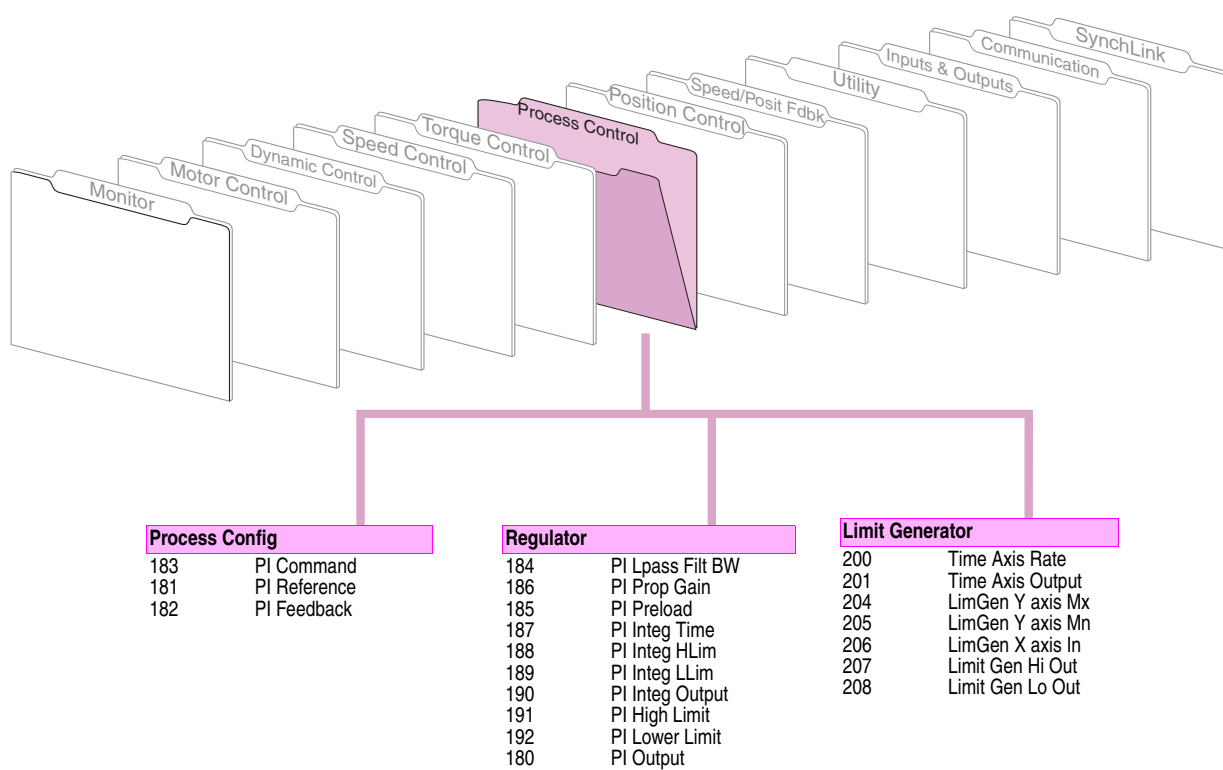 Monitor
Motor Control
Dynamic Control
Speed Control
Torque Control
Process Control
Position Control
Speed/Posit Fdbk
Utility
Inputs & Outputs
Communication
SynchLink
Process Config
183 PI Command
181 PI Reference
182 PI Feedback
Regulator
184 PI Lpass Filt BW
186 PI Prop Gain
185 PI Preload
187 PI Integ Time
188 PI Integ HLim
189 PI Integ LLim
190 PI Integ Output
191 PI High Limit
192 PI Lower Limit
180 PI Output
Limit Generator
200 Time Axis Rate
201 Time Axis Output
204 LimGen Y axis Mx
205 LimGen Y axis Mn
206 LimGen X axis In
207 Limit Gen Hi Out
208 Limit Gen Lo Out